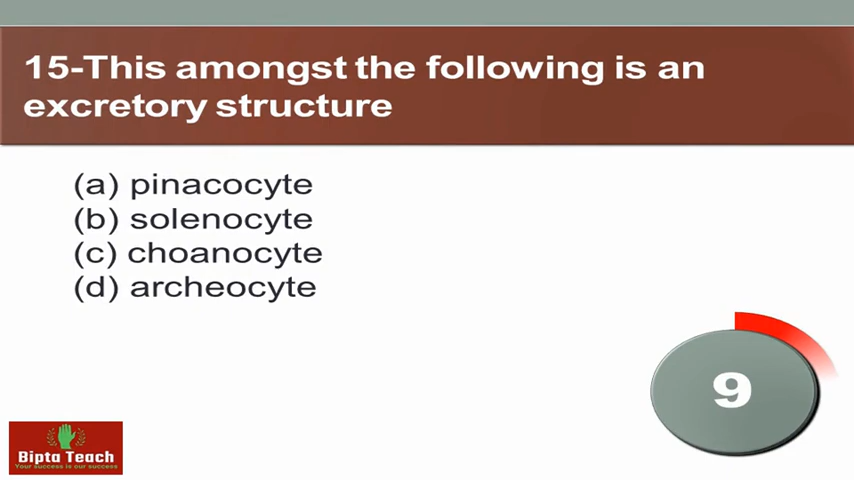 15-This amongst the following is an
excretory structure
(a) pinacocyte
(b) solenocyte
(c) choanocyte
(d) archeocyte
9
Bipta Teach
Your success is our success